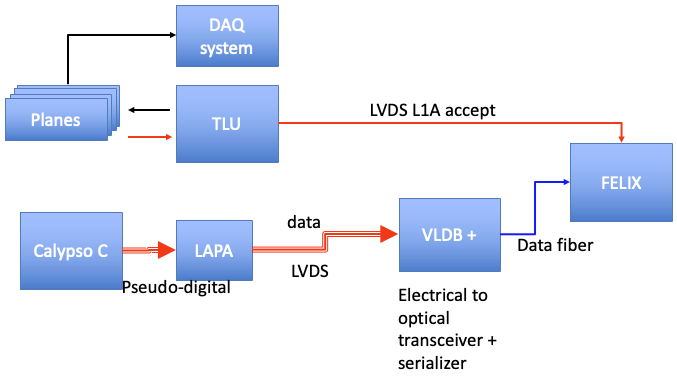 DAQ
system
Planes
TLU
LVDS L1A accept
FELIX
Calypso C
Pseudo-digital
LAPA
data
LVDS
VLDB +
Data fiber
Electrical to
optical
transceiver +
serializer